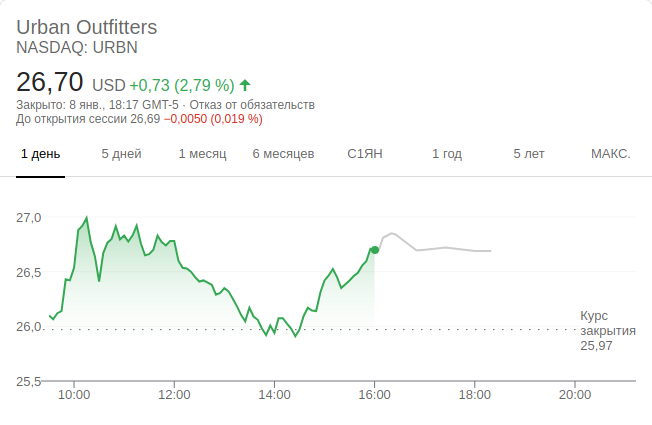 Urban Outfitters
NASDAQ: URBN
26,70 USD +0,73 (2,79 %)
Закрыто: 8 янв., 18:17 GMT-5 · Отказ от обязательств
До открытия сессии 26,69 −0,0050 (0,019 %)
1 день 5 дней 1 месяц 6 месяцев С1ЯН 1 год 5 лет МАКС.
27,0
26,5
26,0
25,5
Курс
закрытия
25,97
10:00 12:00 14:00 16:00 18:00 20:00